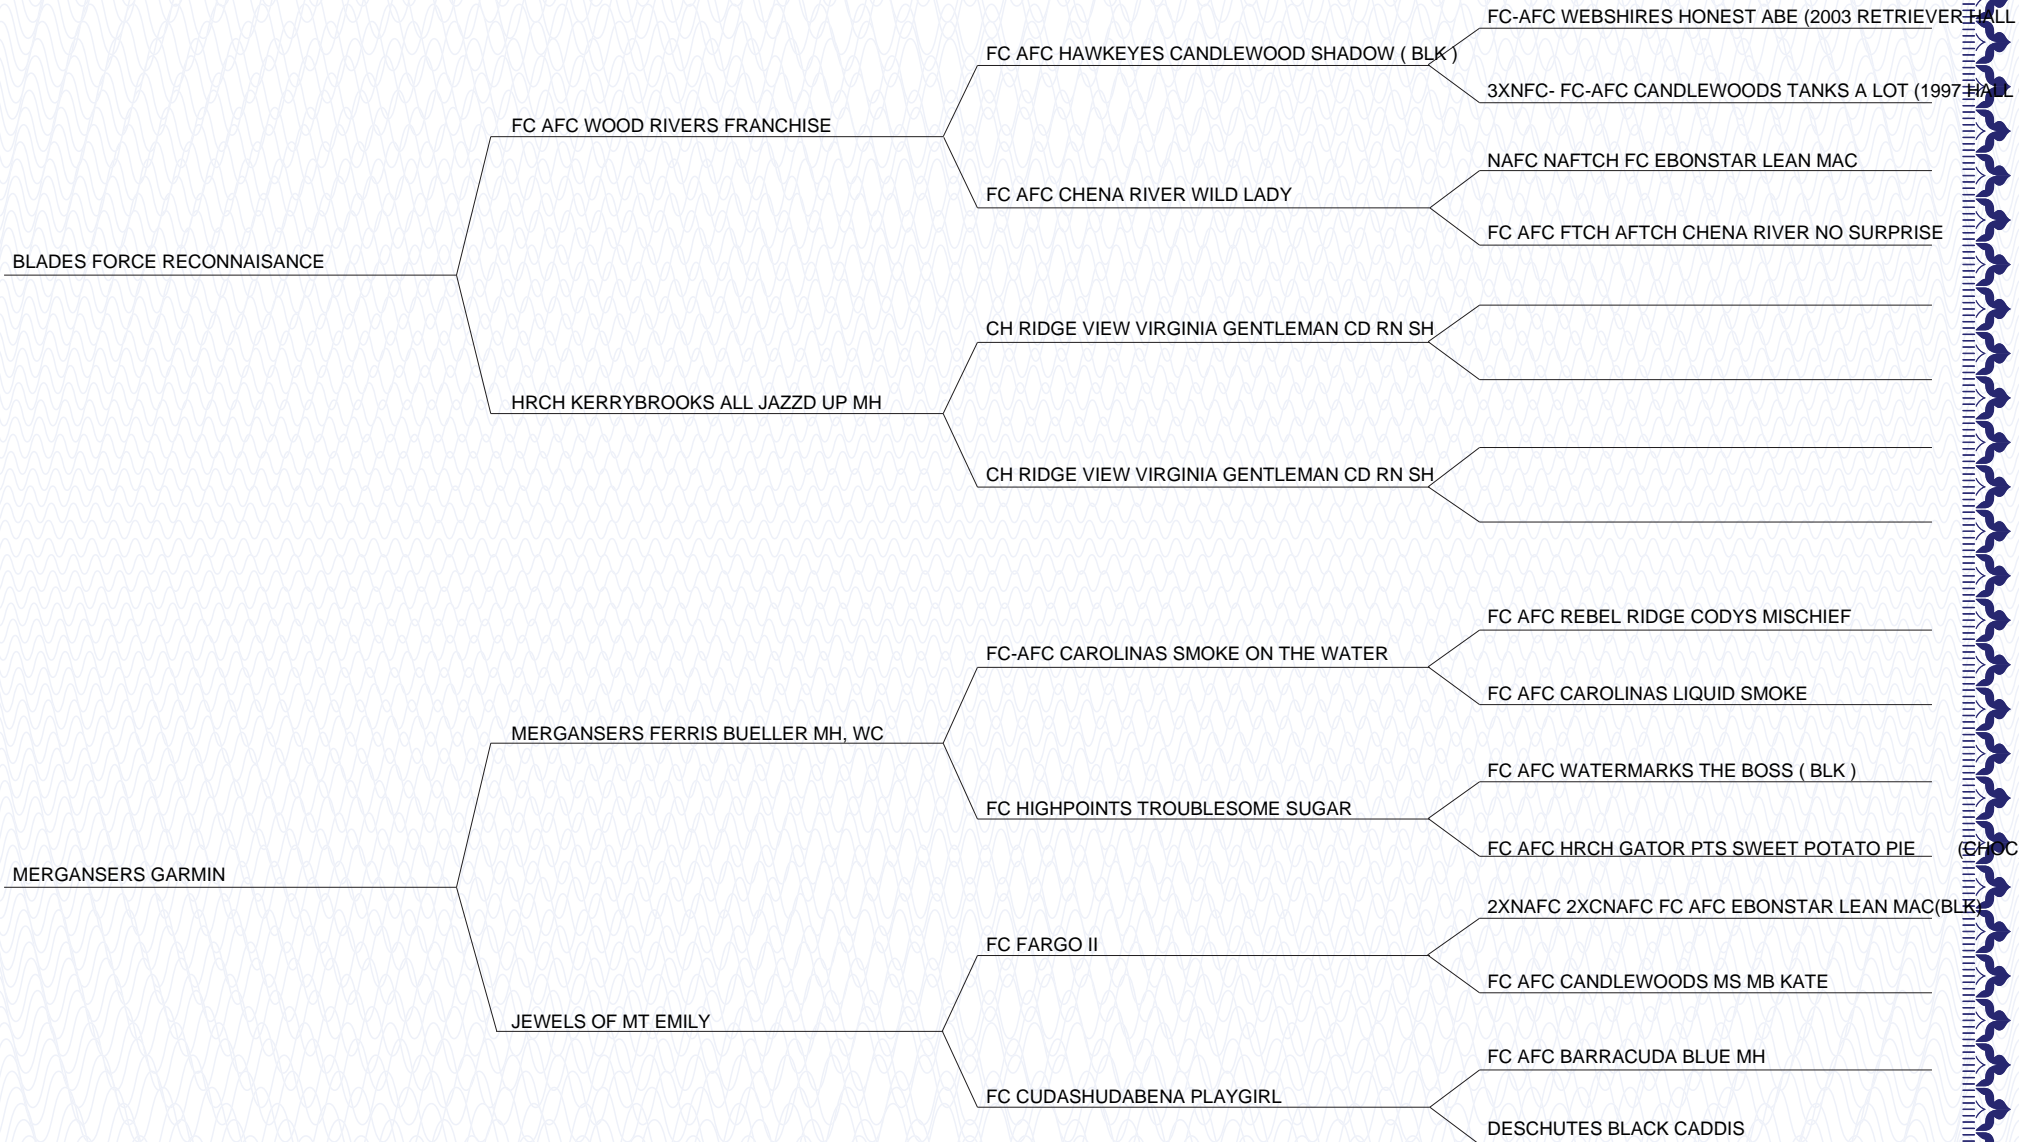 FC-AFC WEBSHIRES HONEST ABE (2003 RETRIEVER HALL
FC AFC HAWKEYES CANDLEWOOD SHADOW ( BLK )
3XNFC- FC-AFC CANDLEWOODS TANKS A LOT (1997 HALL
FC AFC WOOD RIVERS FRANCHISE
NAFC NAFTCH FC EBONSTAR LEAN MAC
FC AFC CHENA RIVER WILD LADY
FC AFC FTCH AFTCH CHENA RIVER NO SURPRISE
BLADES FORCE RECONNAISANCE
CH RIDGE VIEW VIRGINIA GENTLEMAN CD RN SH
HRCH KERRYBROOKS ALL JAZZD UP MH
CH RIDGE VIEW VIRGINIA GENTLEMAN CD RN SH
FC AFC REBEL RIDGE CODYS MISCHIEF
FC-AFC CAROLINAS SMOKE ON THE WATER
FC AFC CAROLINAS LIQUID SMOKE
MERGANSERS FERRIS BUELLER MH, WC
FC AFC WATERMARKS THE BOSS ( BLK )
FC HIGHPOINTS TROUBLESOME SUGAR
FC AFC HRCH GATOR PTS SWEET POTATO PIE (CHOC
MERGANSERS GARMIN
2XNAFC 2XCNAFC FC AFC EBONSTAR LEAN MAC(BLK)
FC FARGO II
FC AFC CANDLEWOODS MS MB KATE
JEWELS OF MT EMILY
FC AFC BARRACUDA BLUE MH
FC CUDASHUDABENA PLAYGIRL
DESCHUTES BLACK CADDIS